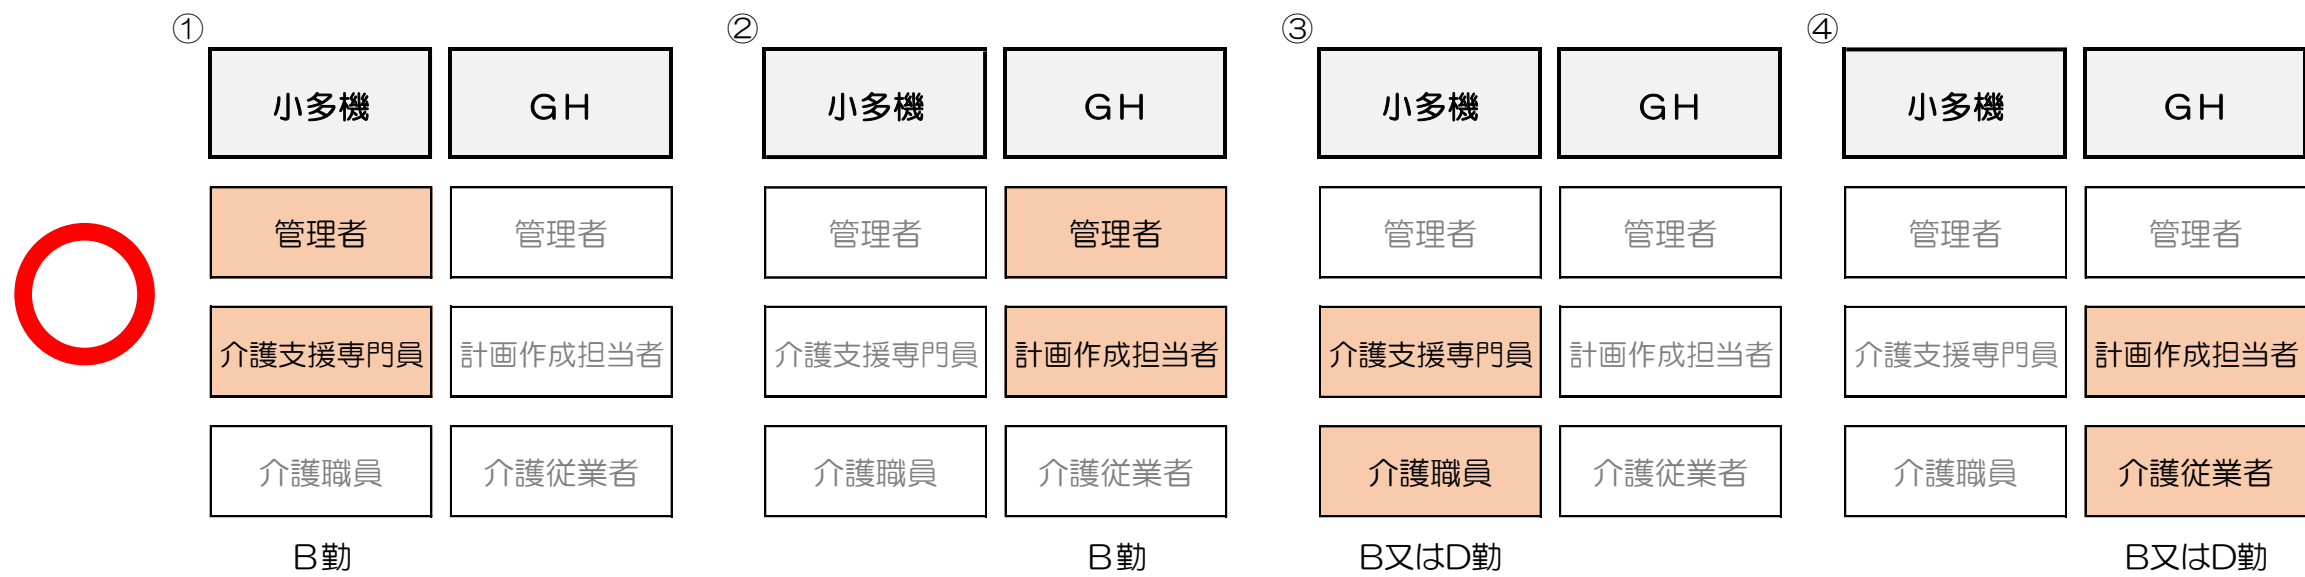 ① ② ③ ④
小多機 GH 小多機 GH 小多機 GH 小多機 GH
管理者 管理者 管理者 管理者 管理者 管理者 管理者 管理者
介護支援専門員 計画作成担当者 介護支援専門員 計画作成担当者 介護支援専門員 計画作成担当者 介護支援専門員 計画作成担当者
介護職員 介護従業者 介護職員 介護従業者 介護職員 介護従業者 介護職員 介護従業者
B勤 B勤 B又はD勤 B又はD勤